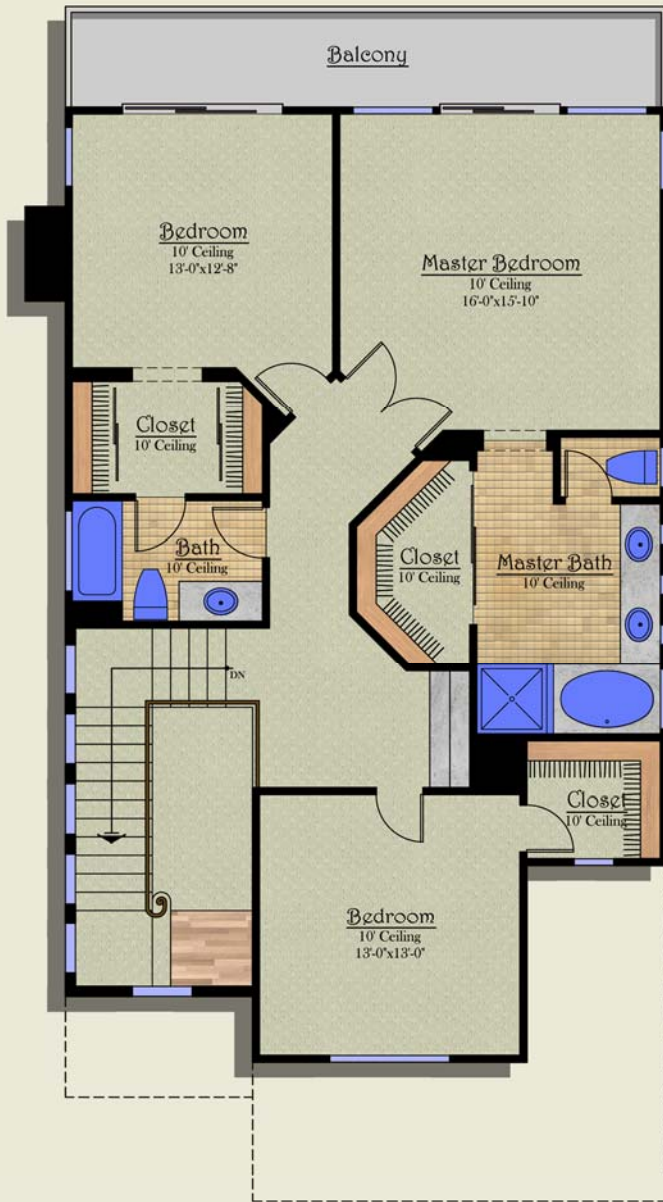 Balcony
Bedroom
10' Ceiling
13'-0"x12'-8"
Master Bedroom
10' Ceiling
16'-0"x15'-10"
Closet
10' Ceiling
Bath
10' Ceiling
Closet
10' Ceiling
Master Bath
10' Ceiling
DN
Closet
10' Ceiling
Bedroom
10' Ceiling
13'-0"x13'-0"